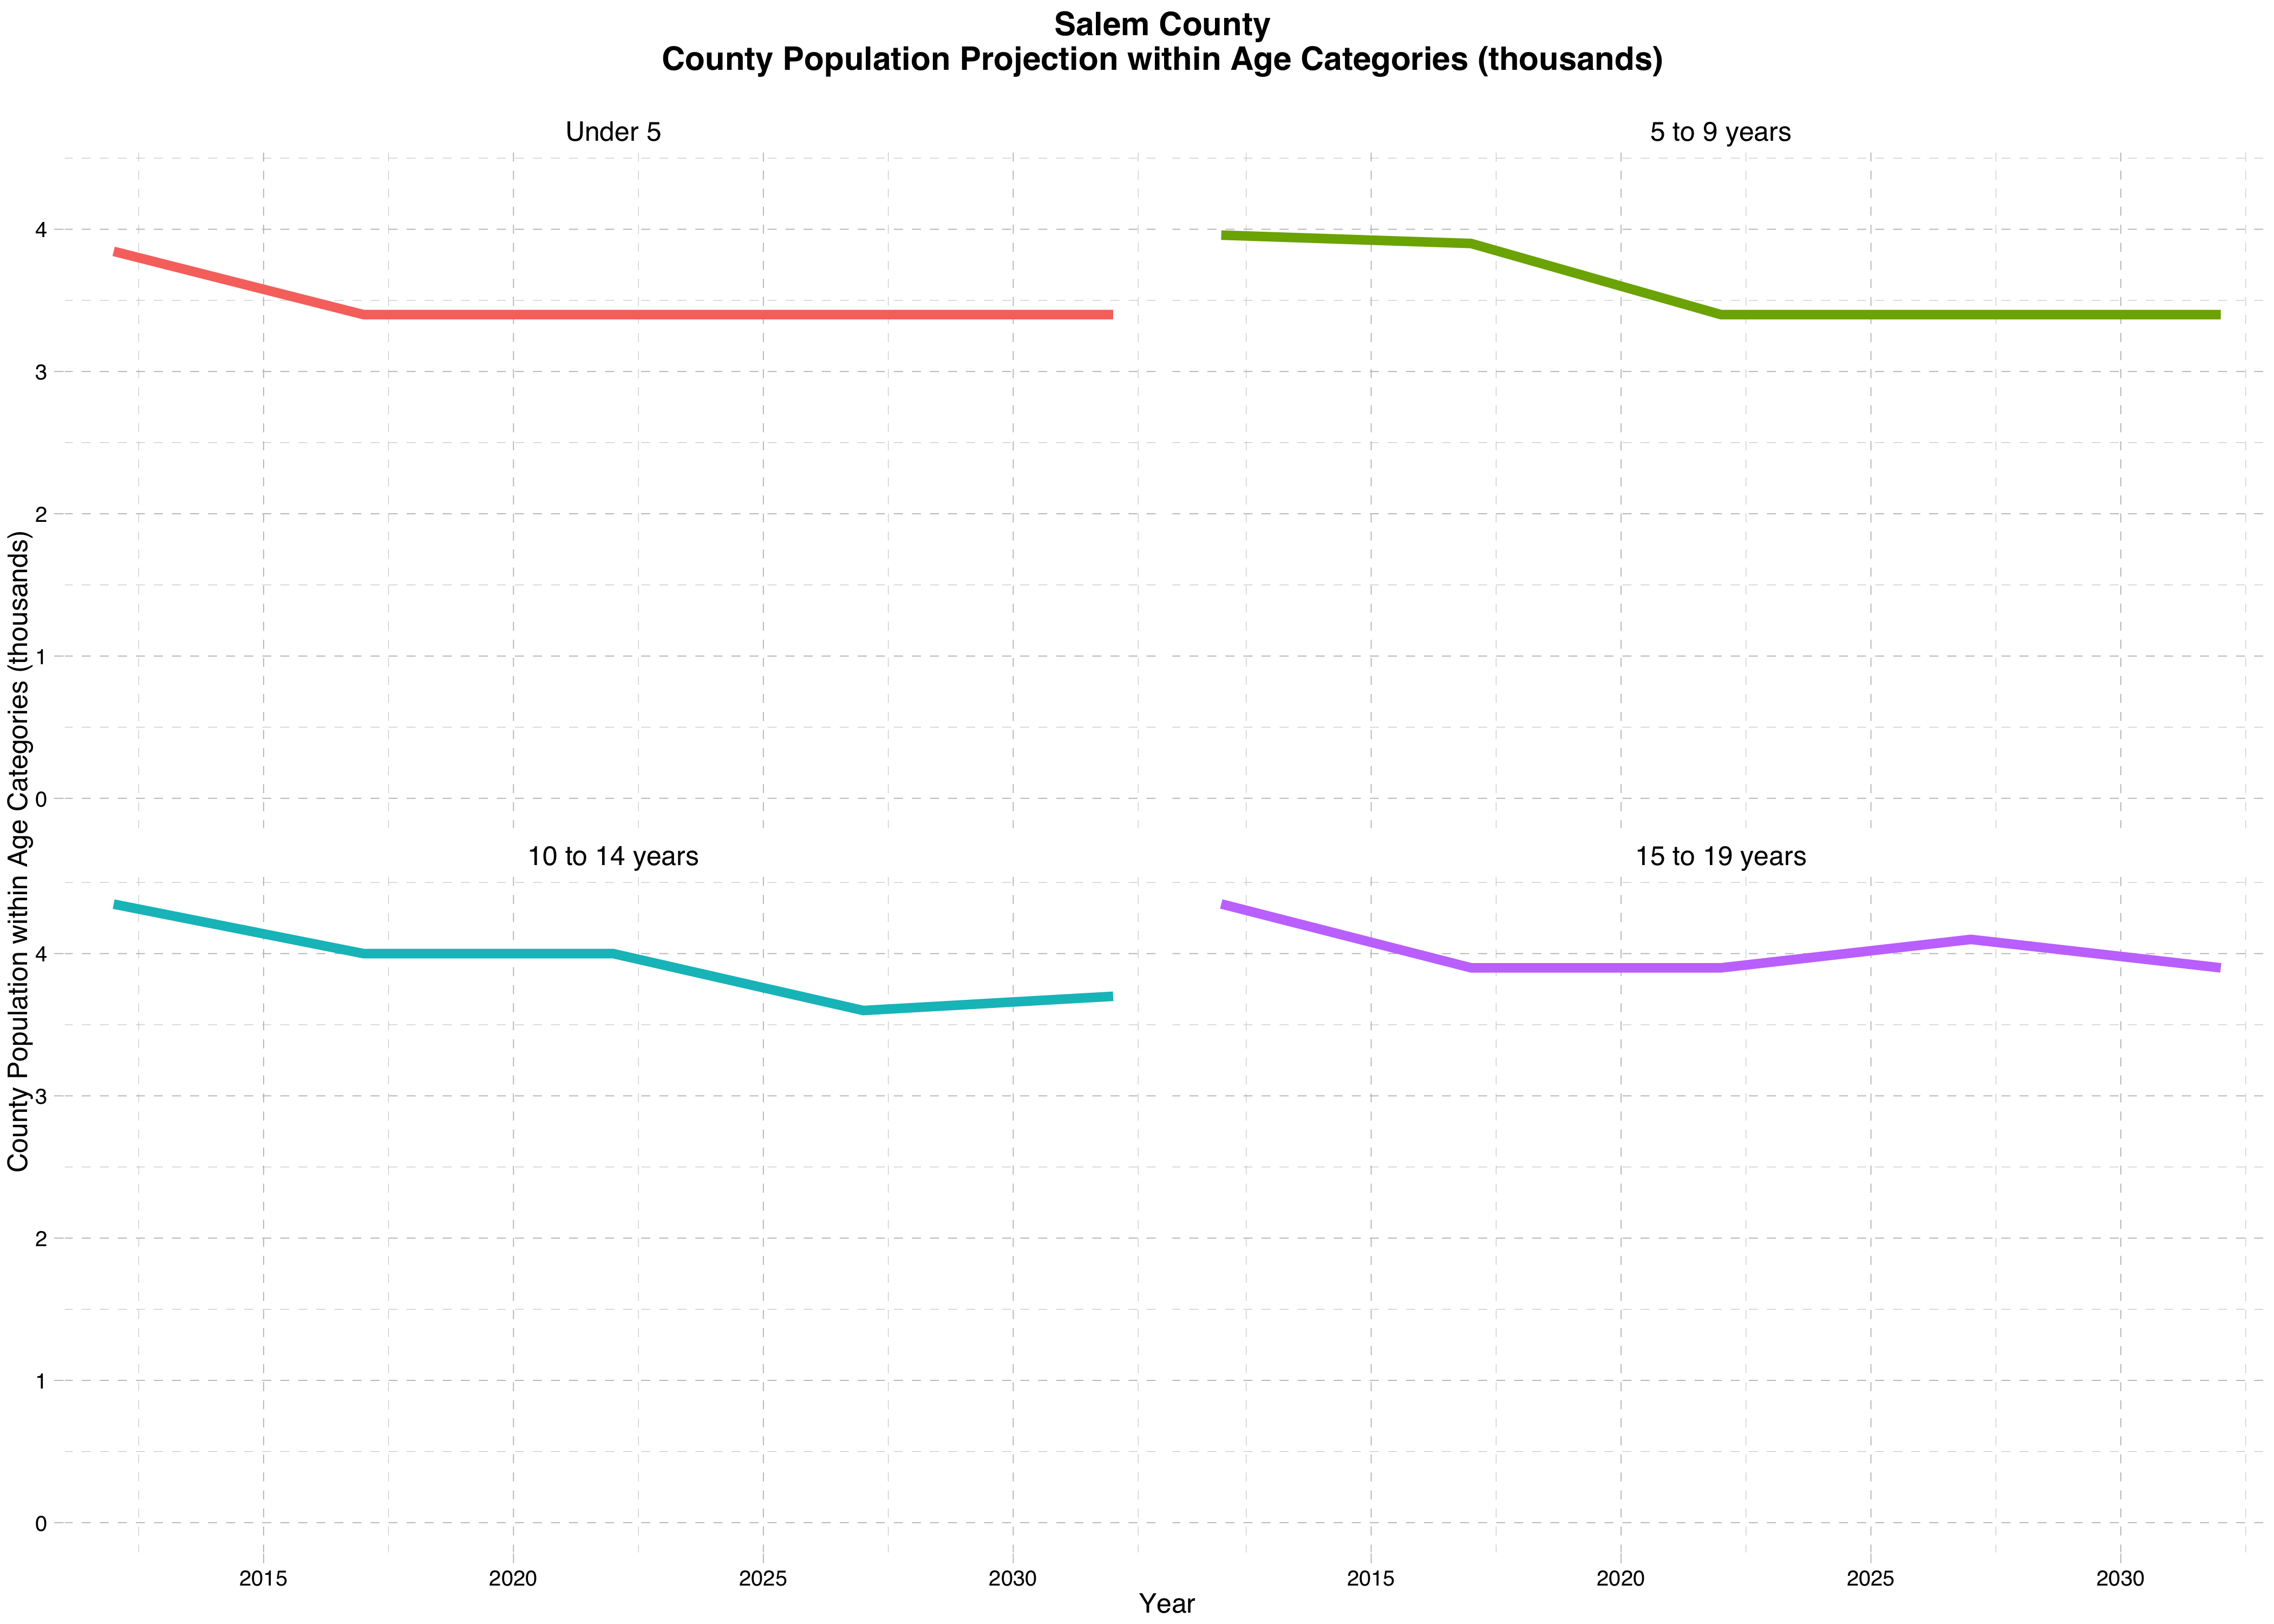 Salem County
County Population Projection within Age Categories (thousands)
Under 5
5 to 9 years
4
3
2
1
0
10 to 14 years
15 to 19 years
4
3
2
1
0
County Population within Age Categories (thousands)
2015 2020 2025 2030 2015 2020 2025 2030
Year